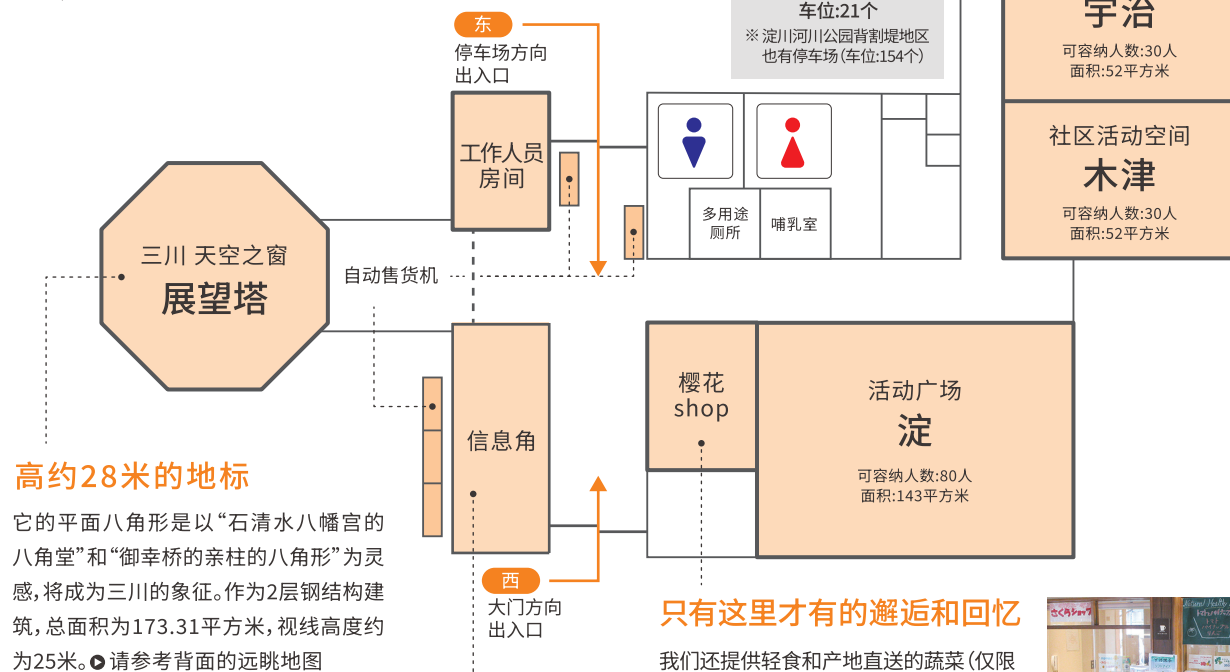 东
停车场方向
出入口
车位:21个
※ 淀川河川公园背割堤地区
也有停车场(车位:154个)
宇治
可容纳人数:30人
面积:52平方米
工作人员
房间
多用途
厕所
哺乳室
社区活动空间
木津
可容纳人数:30人
面积:52平方米
三川 天空之窗
展望塔
自动售货机
信息角
樱花
shop
活动广场
淀
可容纳人数:80人
面积:143平方米
高约28米的地标
它的平面八角形是以“石清水八幡宫的
八角堂”和“御幸桥的亲柱的八角形”为灵
感,将成为三川的象征。作为2层钢结构建
筑,总面积为173.31平方米,视线高度约
为25米。请参考背面的远眺地图
西
大门方向
出入口
只有这里才有的邂逅和回忆
我们还提供轻食和产地直送的蔬菜(仅限
さくらショップ